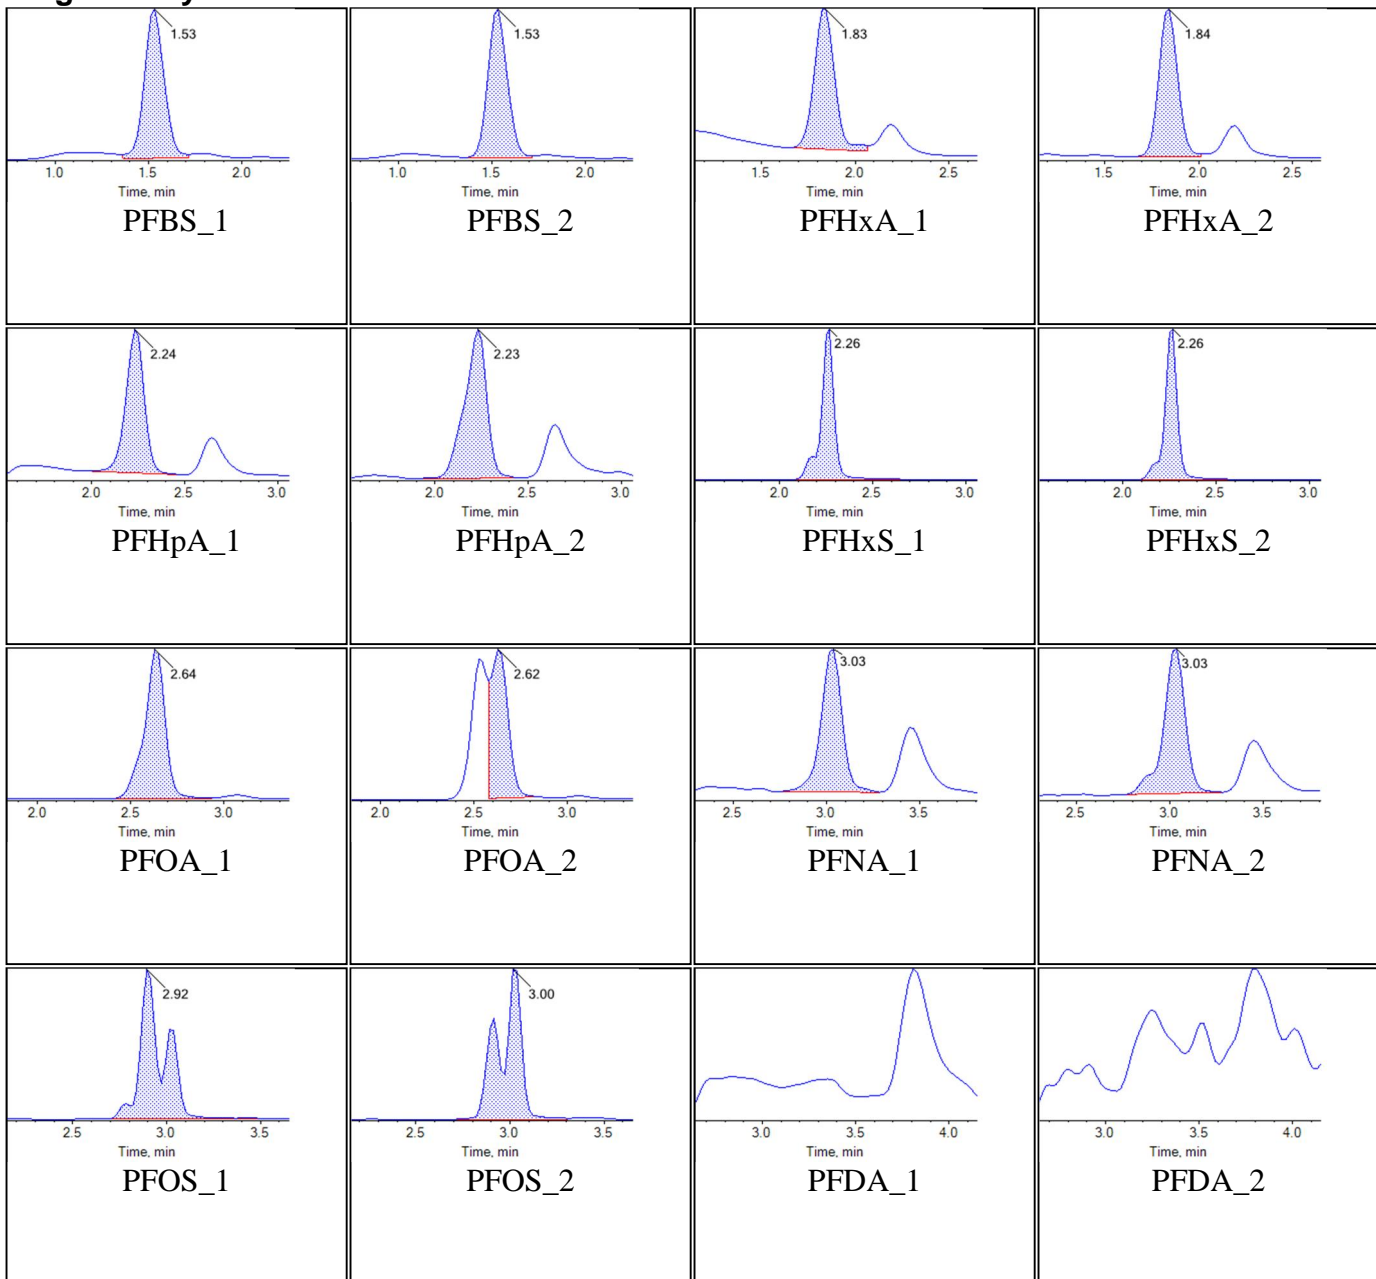 1.53 1.53 1.83 1.84
1.0 1.5 2.0 1.0 1.5 2.0 1.5 2.0 2.5 1.5 2.0 2.5
Time, min Time, min Time, min Time, min
PFBS_1 PFBS_2 PFHxA_1 PFHxA_2
2.24 2.23 2.26 2.26
2.0 2.5 3.0 2.0 2.5 3.0 2.0 2.5 3.0 2.0 2.5 3.0
Time, min Time, min Time, min Time, min
PFHpA_1 PFHpA_2 PFHxS_1 PFHxS_2
2.64 2.62 3.03 3.03
2.0 2.5 3.0 2.0 2.5 3.0 2.5 3.0 3.5 2.5 3.0 3.5
Time, min Time, min Time, min Time, min
PFOA_1 PFOA_2 PFNA_1 PFNA_2
2.92 3.00
2.5 3.0 3.5 2.5 3.0 3.5 3.0 3.5 4.0 3.0 3.5 4.0
Time, min Time, min Time, min Time, min
PFOS_1 PFOS_2 PFDA_1 PFDA_2